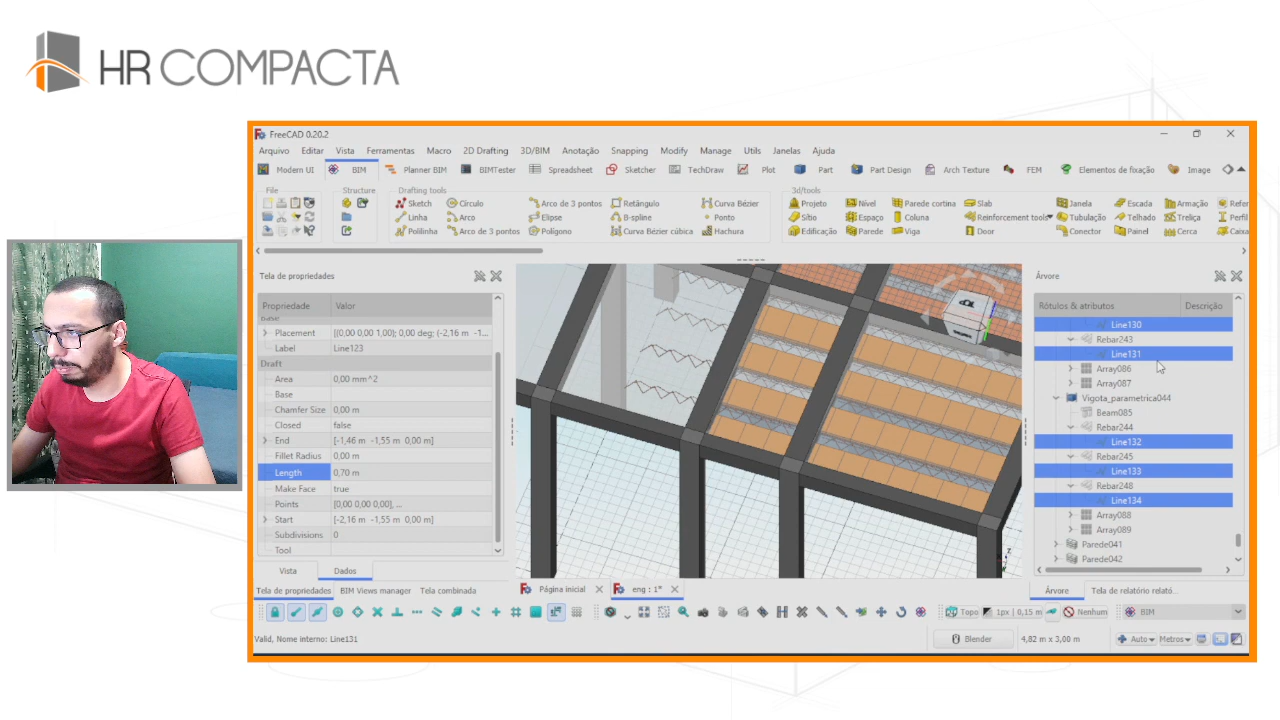 HR COMPACTA
FreeCAD 0.20.2
Arquivo Editar Vista Ferramentas Macro 2D Drafting 3D/BIM Anotação Snapping Modify Manage Utils Janelas Ajuda
Modern UI BIM Planner BIM BIMTester Spreadsheet Sketcher TechDraw Plot Part Part Design Arch Texture FEM Elementos de fixação Image
File Structure Drafting tools 3d/tools
Sketch Círculo Arco de 3 pontos Retângulo Curva Bézier Projeto Nível Parede cortina Slab Janela Escada Armação Refer
Linha Arco Elipse B-spline Ponto Sítio Espaço Coluna Reinforcement tools Tubulação Telhado Treliça Perfil
Polilinha Arco de 3 pontos Polígono Curva Bézier cúbica Hachura Edificação Parede Viga Door Conector Painel Cerca Caixa
Tela de propriedades
Propriedade Valor
Base
Placement [(0,00 0,00 1,00); 0,00 deg; (-2,16 m -1...
Label Line123
Draft
Area 0,00 mm^2
Base
Chamfer Size 0,00 m
Closed false
End [-1,46 m -1,55 m 0,00 m]
Fillet Radius 0,00 m
Length 0,70 m
Make Face true
Points [0,00 0,00 0,00], ...
Start [-2,16 m -1,55 m 0,00 m]
Subdivisions 0
Tool
Vista Dados
Tela de propriedades BIM Views manager Tela combinada
Página inicial eng : 1*
Árvore
Rótulos & atributos Descrição
Line130
Rebar243
Line131
Array086
Array087
Vigota_parametrica044
Beam085
Rebar244
Line132
Rebar245
Line133
Rebar248
Line134
Array088
Array089
Parede041
Parede042
Árvore Tela de relatório relató...
Topo 1px | 0,15 m Nenhum BIM
Valid, Nome interno: Line131
Blender 4,82 m x 3,00 m Auto Metros